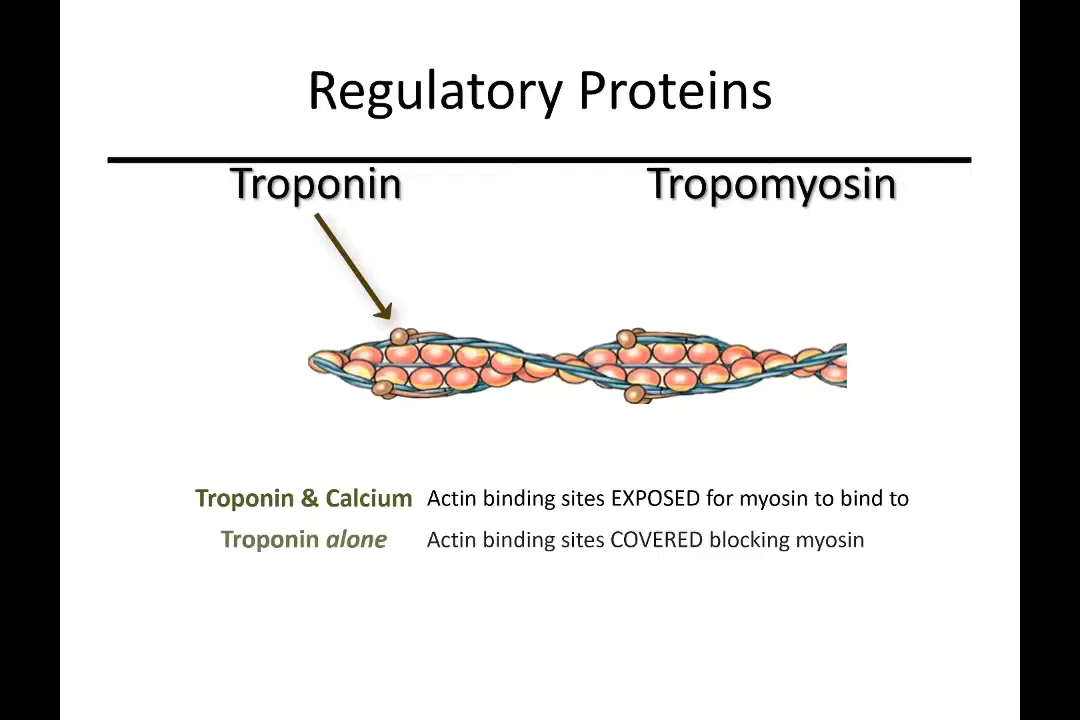 Regulatory Proteins
Troponin Tropomyosin
Troponin & Calcium Actin binding sites EXPOSED for myosin to bind to
Troponin alone Actin binding sites COVERED blocking myosin